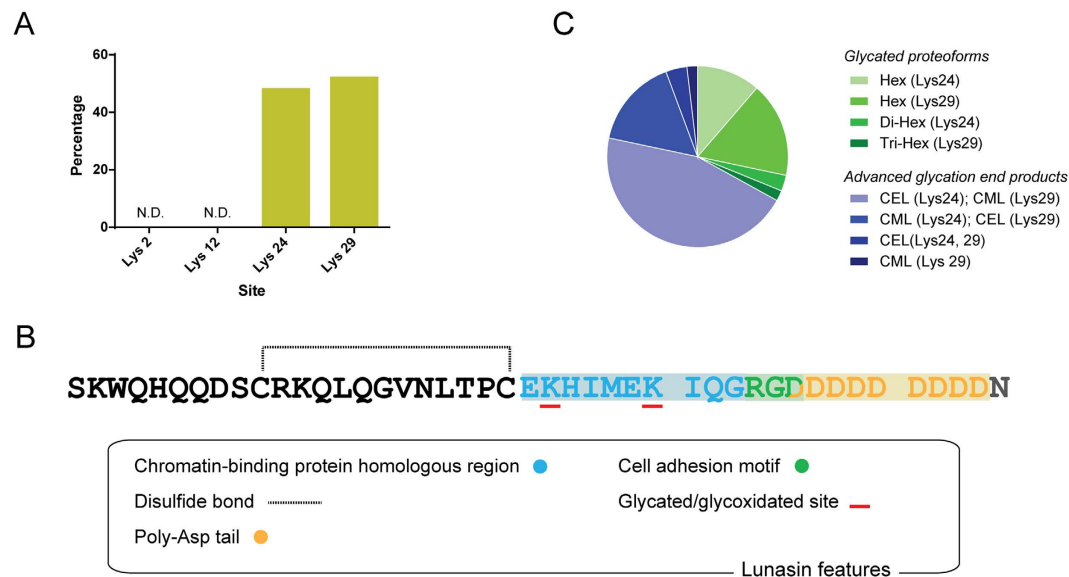 A
Percentage
60
40
20
0
N.D.
N.D.
Lys 2
Lys 12
Lys 24
Lys 29
Site
C
Glycated proteoforms
Hex (Lys24)
Hex (Lys29)
Di-Hex (Lys24)
Tri-Hex (Lys29)
Advanced glycation end products
CEL (Lys24); CML (Lys29)
CML (Lys24); CEL (Lys29)
CEL(Lys24, 29)
CML (Lys 29)
B
SKWQHQQDSCRKQLQGVNLTPCEKHIMEK IQGRGDDDDD DDDDN
Chromatin-binding protein homologous region
Disulfide bond
Poly-Asp tail
Cell adhesion motif
Glycated/glycoxidated site
Lunasin features